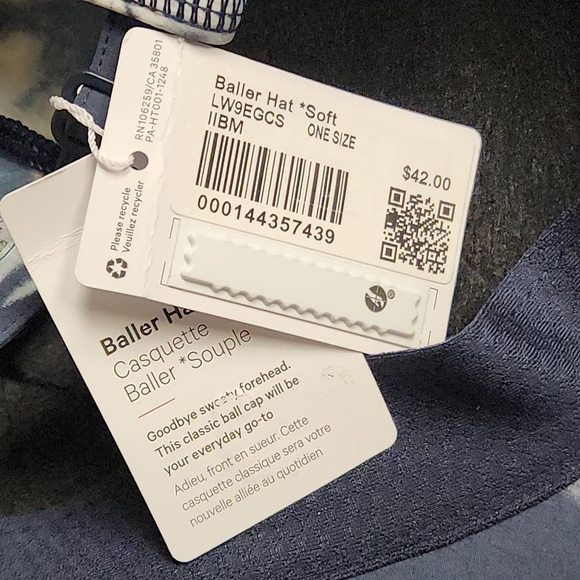 RN106259/CA35801
PA-HT001-1248
Please recycle
Veuillez recycler
Baller Hat *Soft
LW9EGCS ONE SIZE
IIBM
$42.00
000144357439
®
Baller Ha
Casquette
Baller *Souple
Goodbye sweaty forehead.
This classic ball cap will be
your everyday go-to
Adieu, front en sueur. Cette
casquette classique sera votre
nouvelle alliée au quotidien